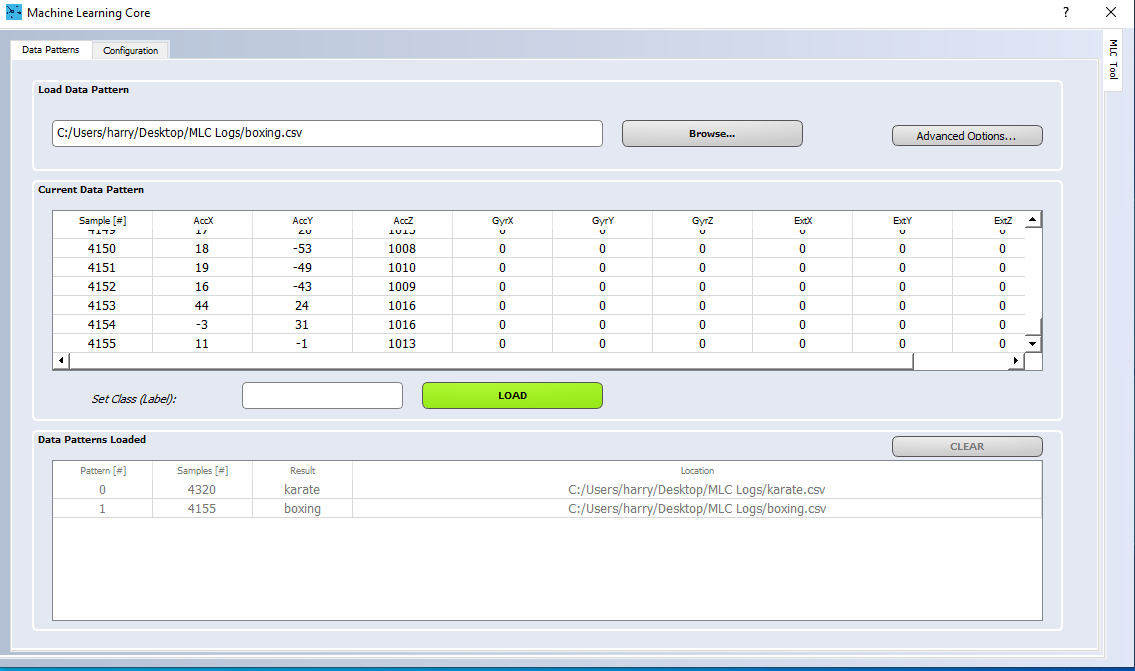 Machine Learning Core
?
Data Patterns Configuration
MLC Tool
Load Data Pattern
C:/Users/harry/Desktop/MLC Logs/boxing.csv Browse... Advanced Options...
Current Data Pattern
Sample [#] AccX AccY AccZ GyrX GyrY GyrZ ExtX ExtY ExtZ
4149 17 1015 0 0 0 0 0 0
4150 18 -53 1008 0 0 0 0 0 0
4151 19 -49 1010 0 0 0 0 0 0
4152 16 -43 1009 0 0 0 0 0 0
4153 44 24 1016 0 0 0 0 0 0
4154 -3 31 1016 0 0 0 0 0 0
4155 11 -1 1013 0 0 0 0 0 0
Set Class (Label): LOAD
Data Patterns Loaded CLEAR
Pattern [#] Samples [#] Result Location
0 4320 karate C:/Users/harry/Desktop/MLC Logs/karate.csv
1 4155 boxing C:/Users/harry/Desktop/MLC Logs/boxing.csv